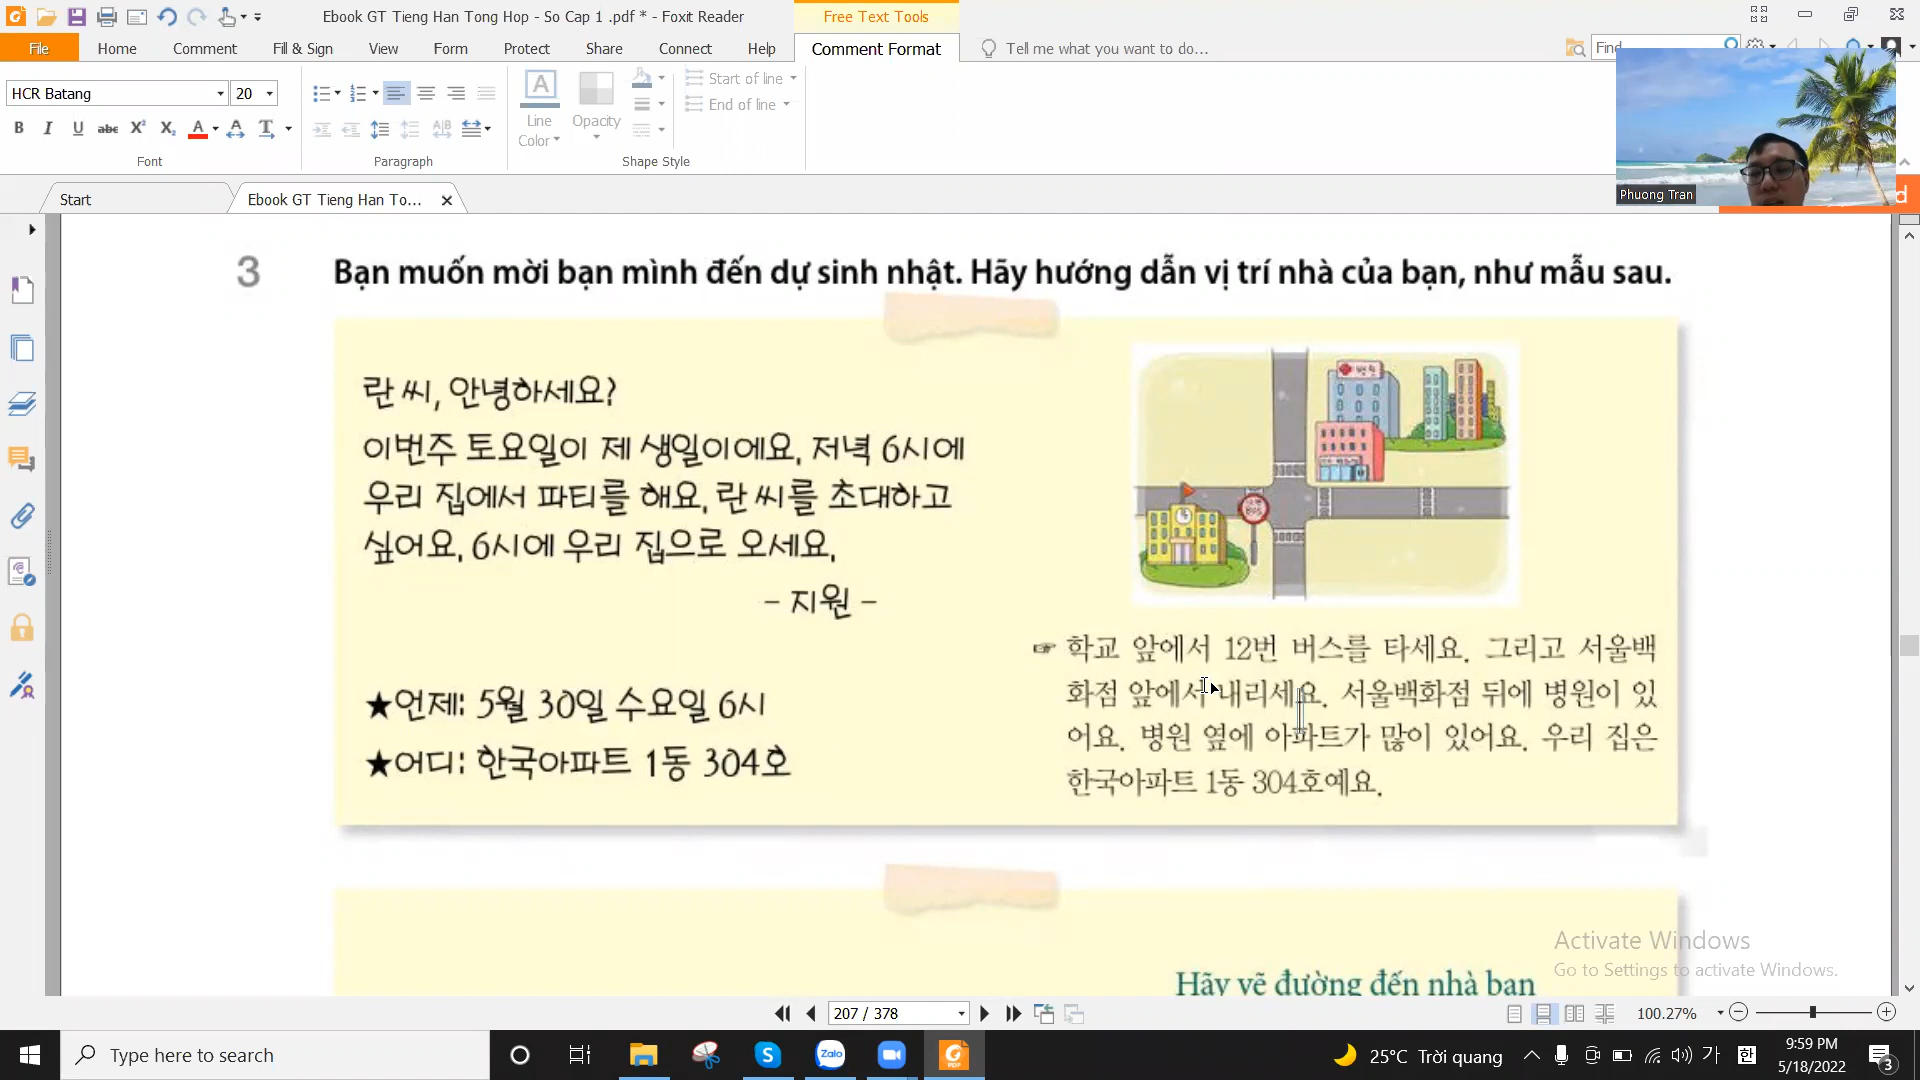 Ebook GT Tieng Han Tong Hop - So Cap 1 .pdf * - Foxit Reader
Free Text Tools
File
Home
Comment
Fill & Sign
View
Form
Protect
Share
Connect
Help
Comment Format
Tell me what you want to do...
Find
HCR Batang
20
Line Color
Opacity
Start of line
End of line
Font
Paragraph
Shape Style
Phuong Tran
Start
Ebook GT Tieng Han To...
3 Bạn muốn mời bạn mình đến dự sinh nhật. Hãy hướng dẫn vị trí nhà của bạn, như mẫu sau.
란 씨, 안녕하세요?
이번주 토요일이 제 생일이에요. 저녁 6시에
우리 집에서 파티를 해요. 란 씨를 초대하고
싶어요. 6시에 우리 집으로 오세요.
- 지원 -
★언제: 5월 30일 수요일 6시
★어디: 한국아파트 1동 304호
☞ 학교 앞에서 12번 버스를 타세요. 그리고 서울백
화점 앞에서 내리세요. 서울백화점 뒤에 병원이 있
어요. 병원 옆에 아파트가 많이 있어요. 우리 집은
한국아파트 1동 304호예요.
Hãy vẽ đường đến nhà bạn
Activate Windows
Go to Settings to activate Windows.
207 / 378
100.27%
Type here to search
Zalo
25°C Trời quang
가
한
9:59 PM
5/18/2022
3